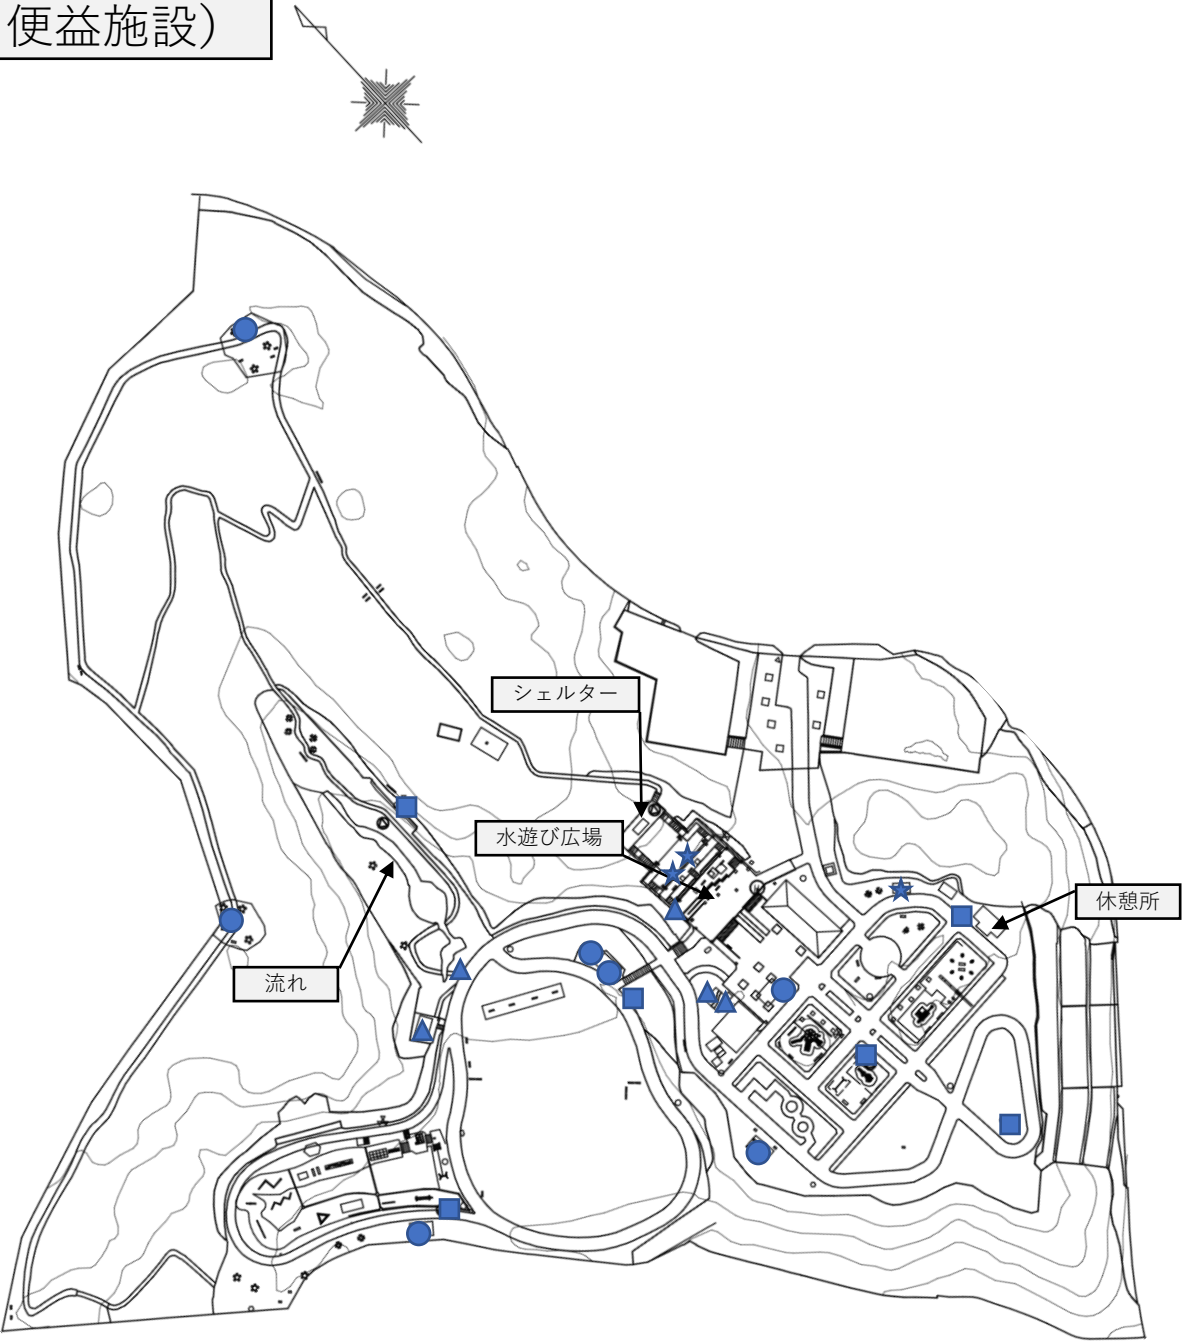 便益施設）
シェルター
水遊び広場
休憩所
流れ